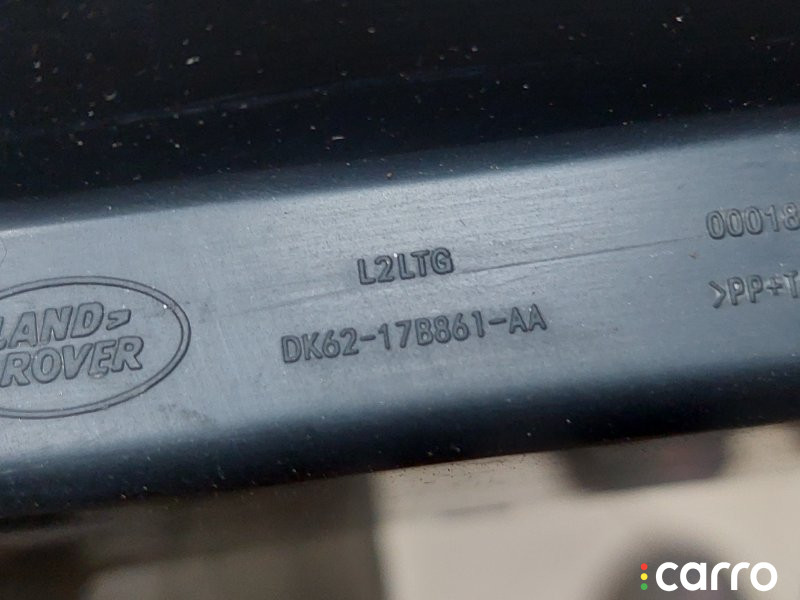 L2LTG
00018
LAND
ROVER
DK62-17B861-AA
>PP+T
carro